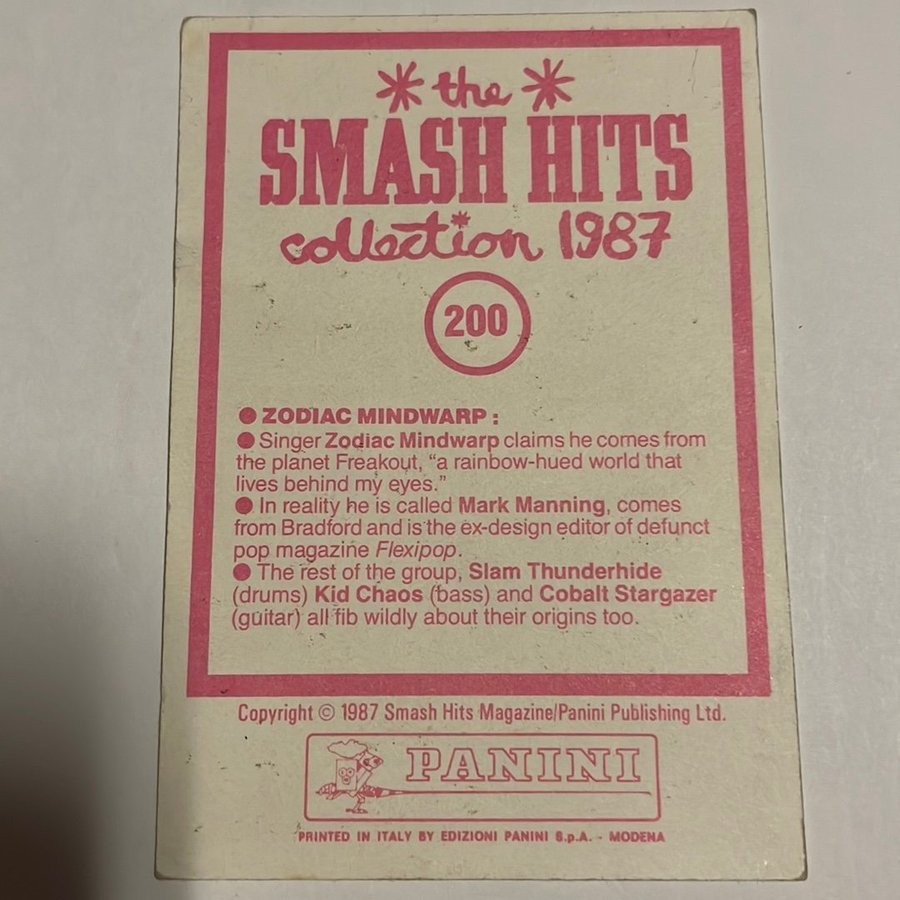 * the *
SMASH HITS
collection 1987
200
● ZODIAC MINDWARP :
● Singer Zodiac Mindwarp claims he comes from
the planet Freakout, “a rainbow-hued world that
lives behind my eyes.”
● In reality he is called Mark Manning, comes
from Bradford and is the ex-design editor of defunct
pop magazine Flexipop.
● The rest of the group, Slam Thunderhide
(drums) Kid Chaos (bass) and Cobalt Stargazer
(guitar) all fib wildly about their origins too.
Copyright © 1987 Smash Hits Magazine/Panini Publishing Ltd.
PANINI
PRINTED IN ITALY BY EDIZIONI PANINI S.p.A. - MODENA